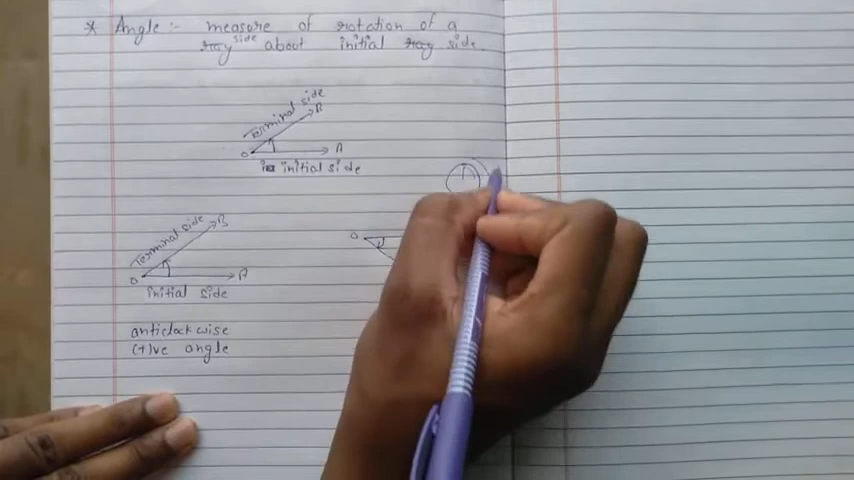 * Angle :- measure of rotation of a
ray side about initial ray side.
Terminal side
B
O
A
initial side
Terminal side
B
O
A
initial side
O
anticlockwise
(+)ve angle